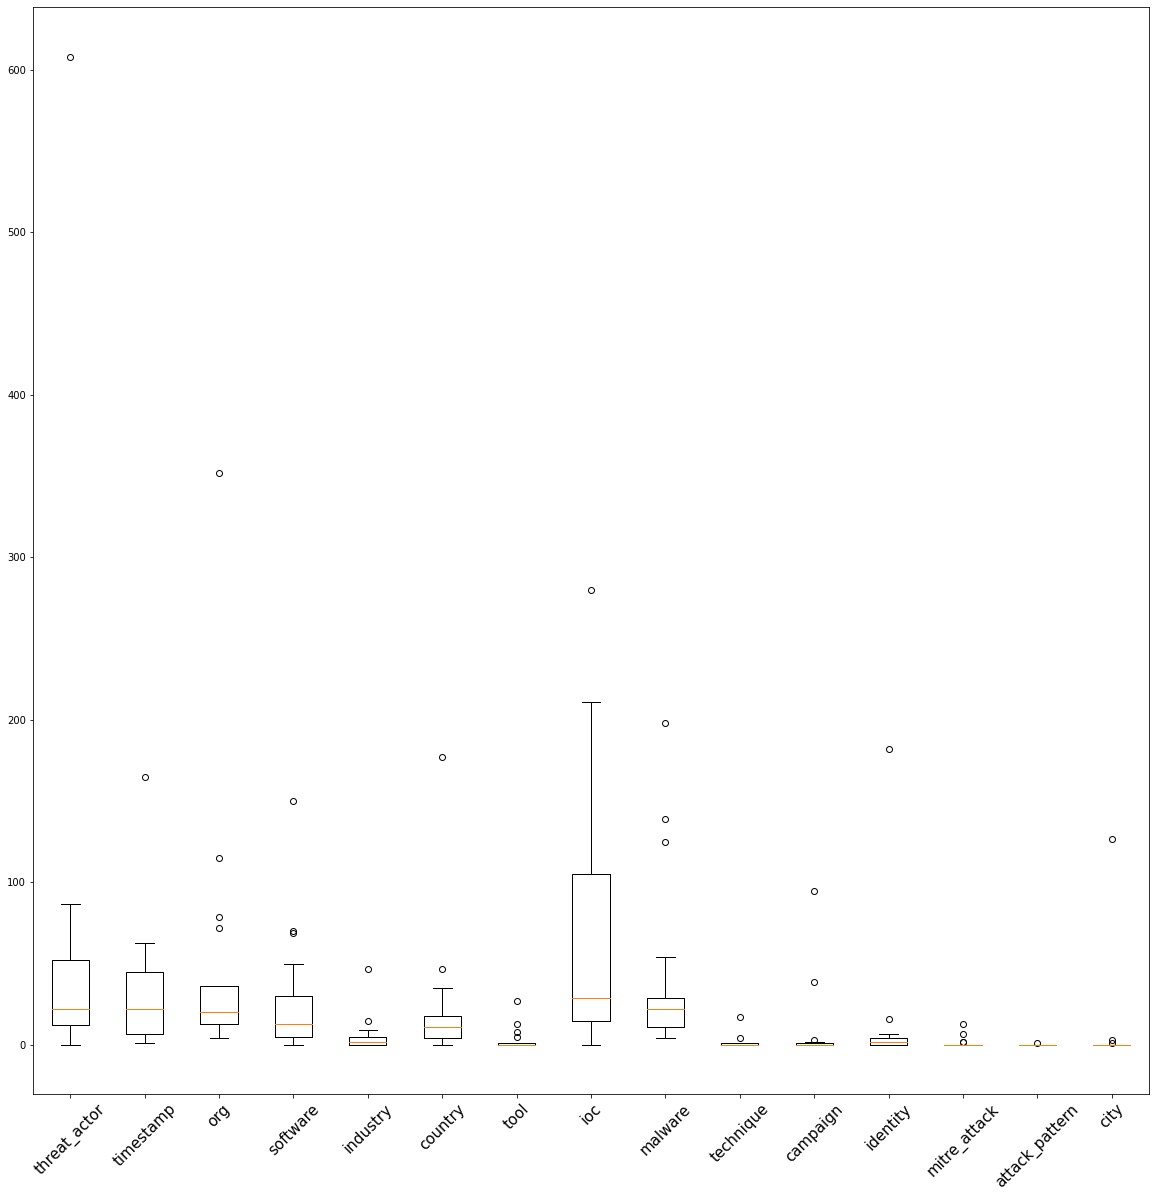 600
500
400
300
200
100
0
threat_actor
timestamp
org
software
industry
country
tool
ioc
malware
technique
campaign
identity
mitre_attack
attack_pattern
city